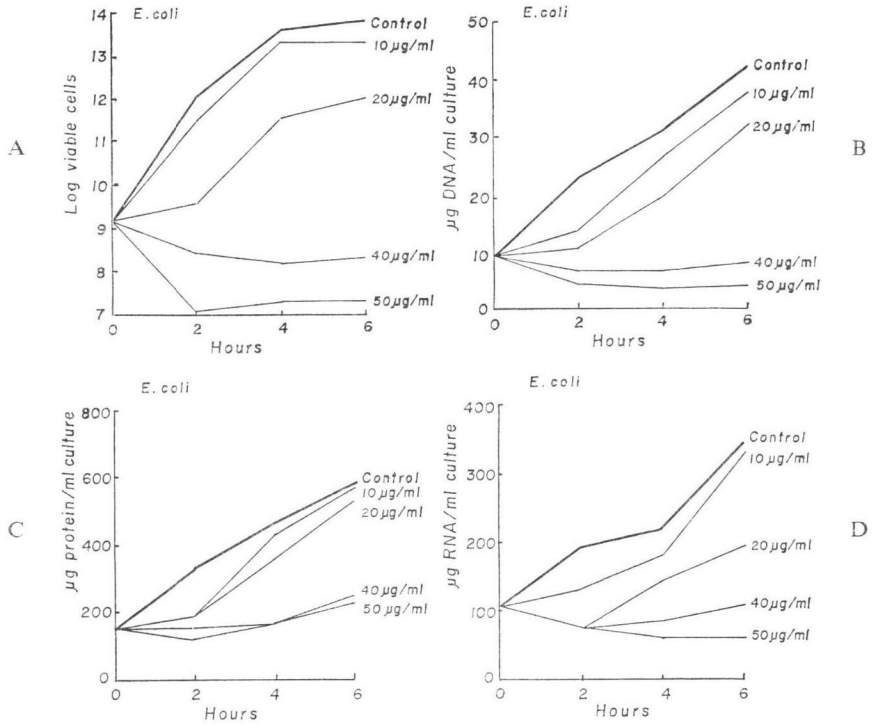 A
E. coli
Log viable cells
14
13
12
11
10
9
8
7
0 2 4 6
Hours
Control
10 µg/ml
20 µg/ml
40 µg/ml
50 µg/ml
B
E. coli
µg DNA/ml culture
50
40
30
20
10
0
0 2 4 6
Hours
Control
10 µg/ml
20 µg/ml
40 µg/ml
50 µg/ml
C
E. coli
µg protein/ml culture
800
600
400
200
0
0 2 4 6
Hours
Control
10 µg/ml
20 µg/ml
40 µg/ml
50 µg/ml
D
E. coli
µg RNA/ml culture
400
300
200
100
0
0 2 4 6
Hours
Control
10 µg/ml
20 µg/ml
40 µg/ml
50 µg/ml